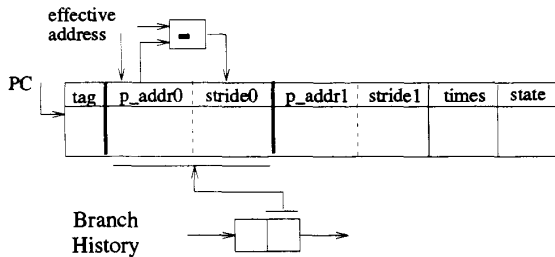 effective
address
-
PC
tag p_addr0 stride0 p_addr1 stride1 times state
Branch
History